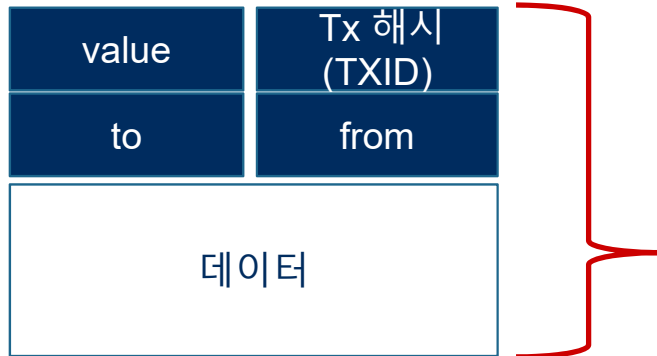 value
Tx 해시
(TXID)
to
from
데이터